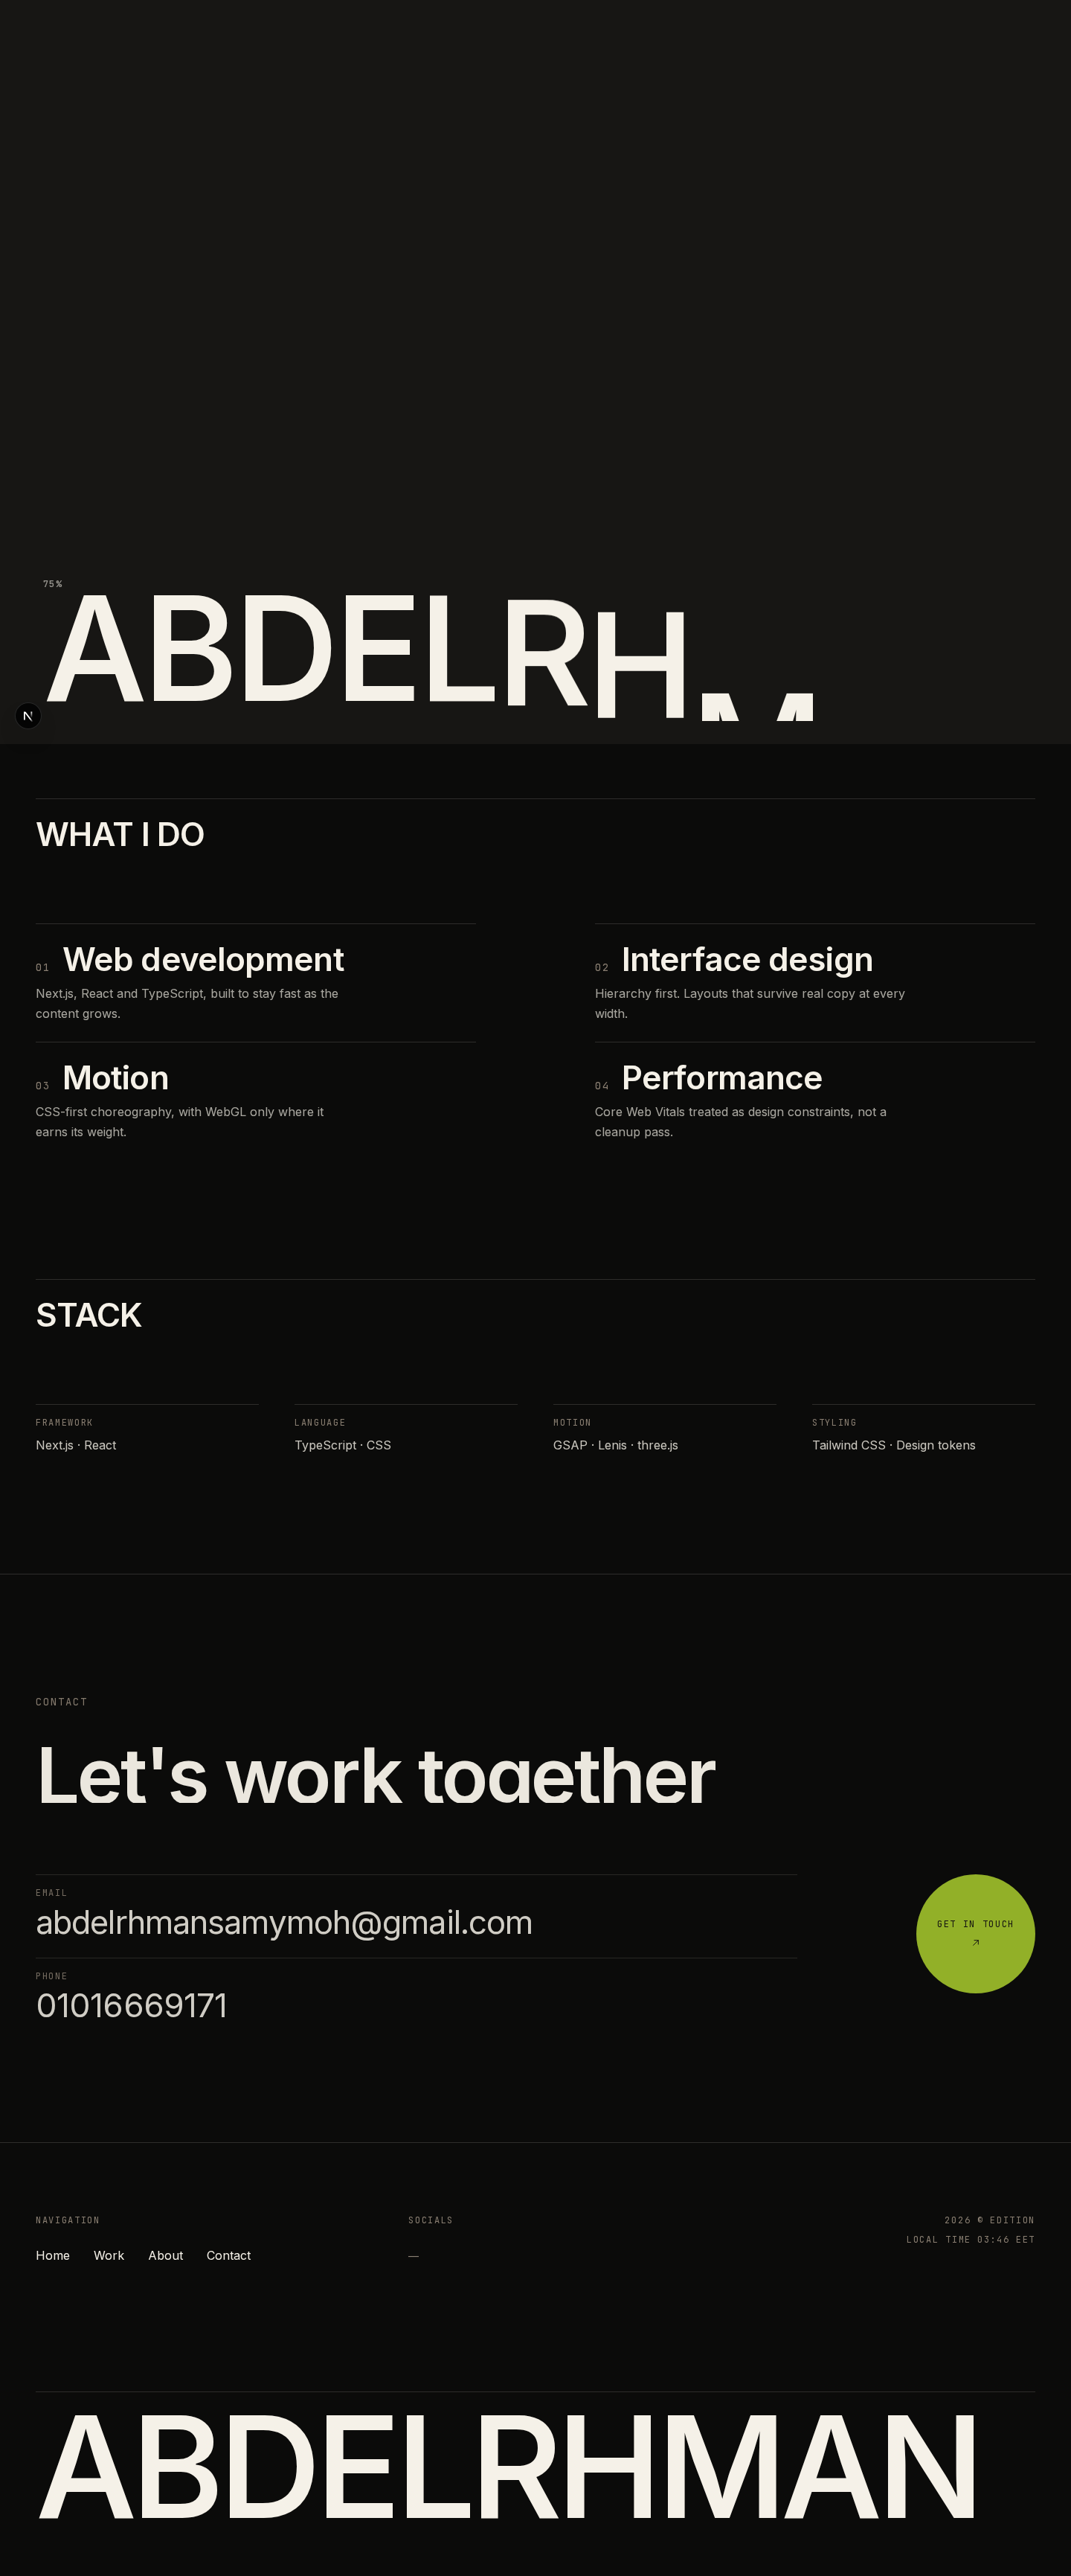 75%
ABDELRHM
N
WHAT I DO
01 Web development
Next.js, React and TypeScript, built to stay fast as the
content grows.
02 Interface design
Hierarchy first. Layouts that survive real copy at every
width.
03 Motion
CSS-first choreography, with WebGL only where it
earns its weight.
04 Performance
Core Web Vitals treated as design constraints, not a
cleanup pass.
STACK
FRAMEWORK
Next.js · React
LANGUAGE
TypeScript · CSS
MOTION
GSAP · Lenis · three.js
STYLING
Tailwind CSS · Design tokens
CONTACT
Let's work together
EMAIL
abdelrhmansamymoh@gmail.com
PHONE
01016669171
GET IN TOUCH
↗
NAVIGATION
Home Work About Contact
SOCIALS
—
2026 © EDITION
LOCAL TIME 03:46 EET
ABDELRHMAN